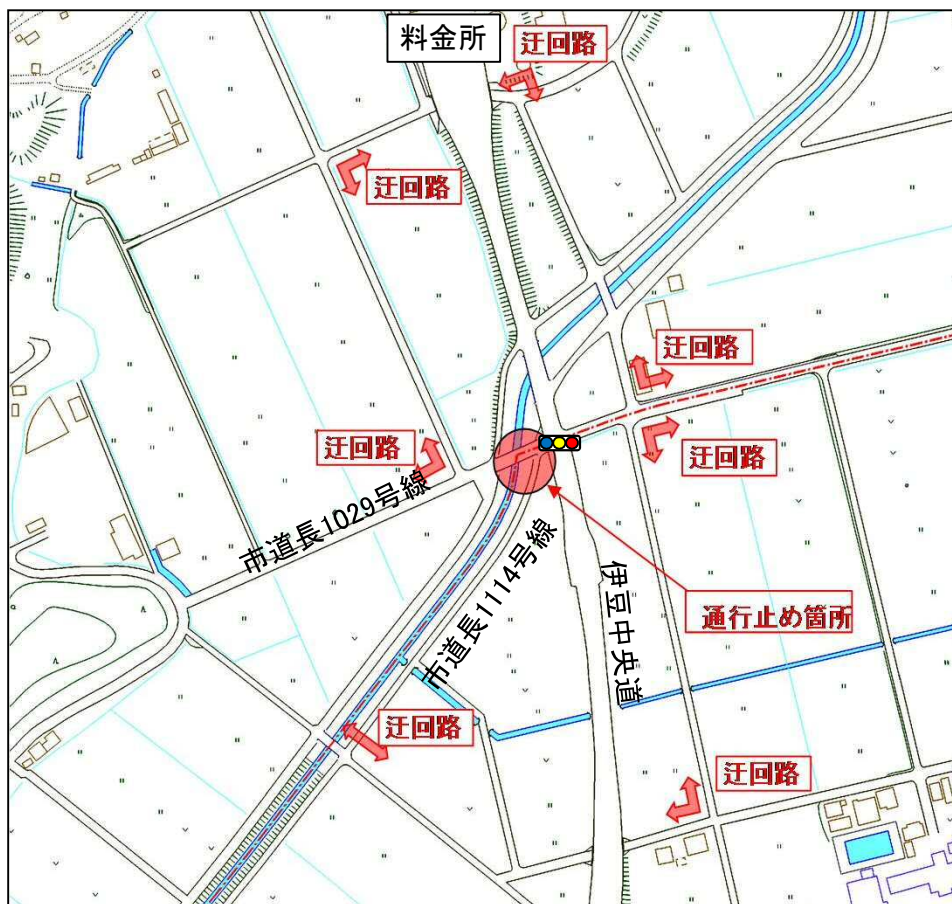 料金所
迂回路
迂回路
迂回路
迂回路
迂回路
市道長1029号線
市道長1114号線
伊豆中央道
通行止め箇所
迂回路
迂回路